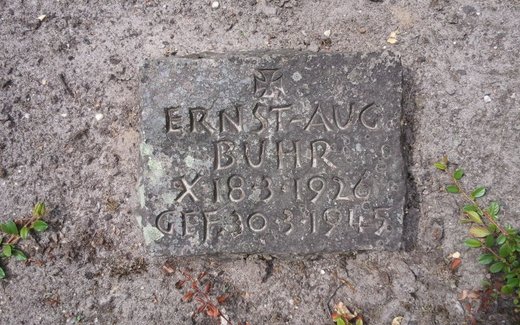 ERNST-AUG
BUHR
X 18·3·1926
GEF. 30·3·1945